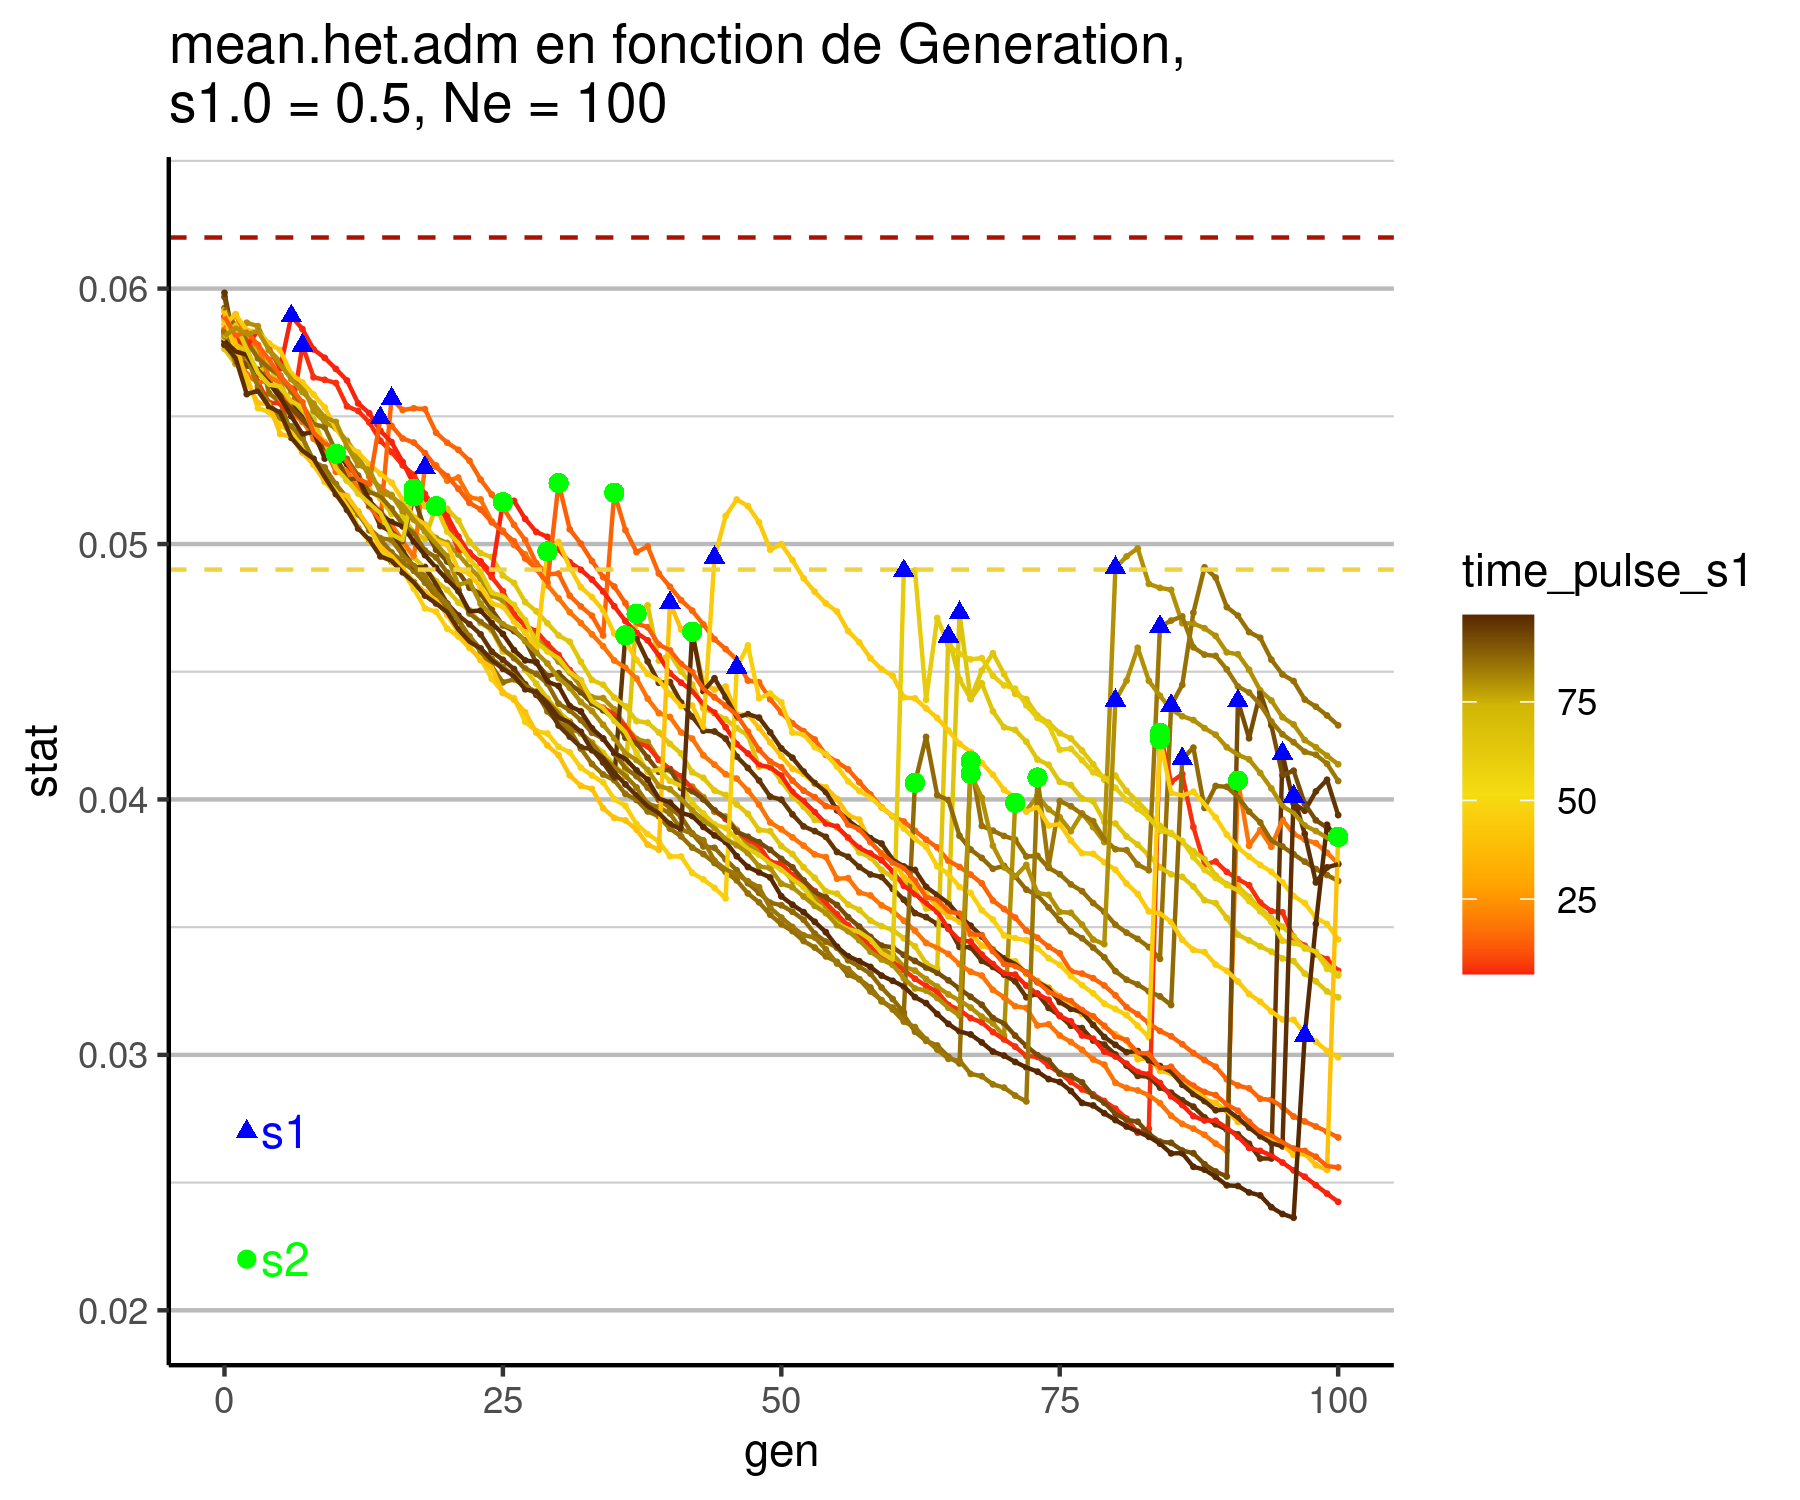 mean.het.adm en fonction de Generation,
s1.0 = 0.5, Ne = 100
stat
0.06
0.05
0.04
0.03
0.02
s1
s2
0
25
50
75
100
gen
time_pulse_s1
75
50
25